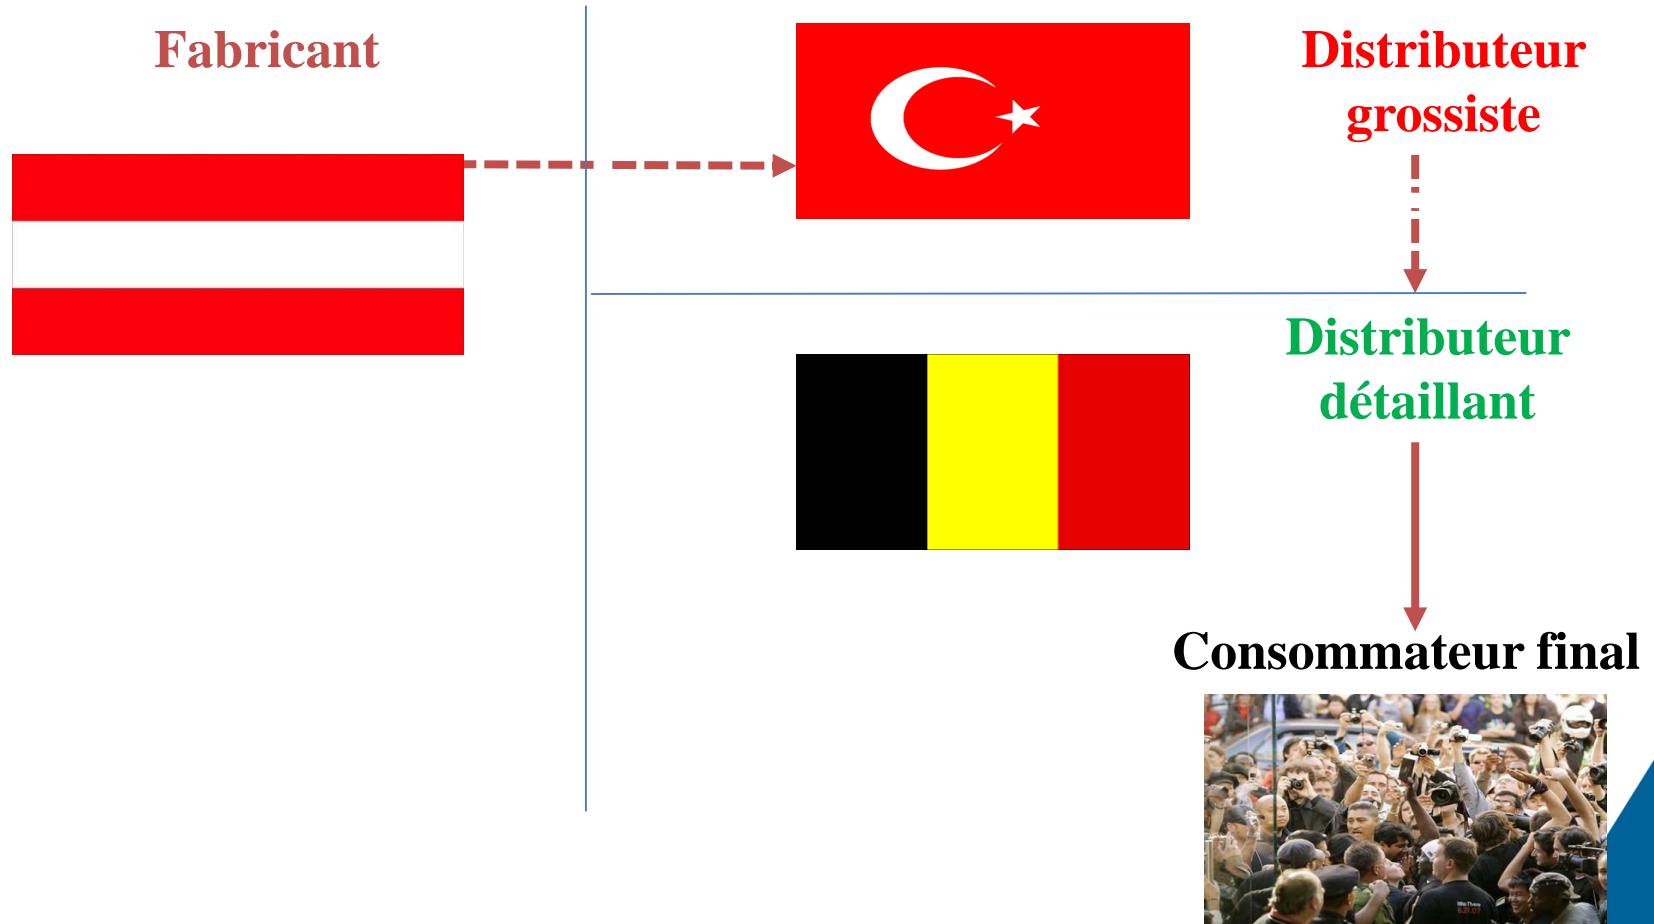 Fabricant
Distributeur
grossiste
Distributeur
détaillant
Consommateur final